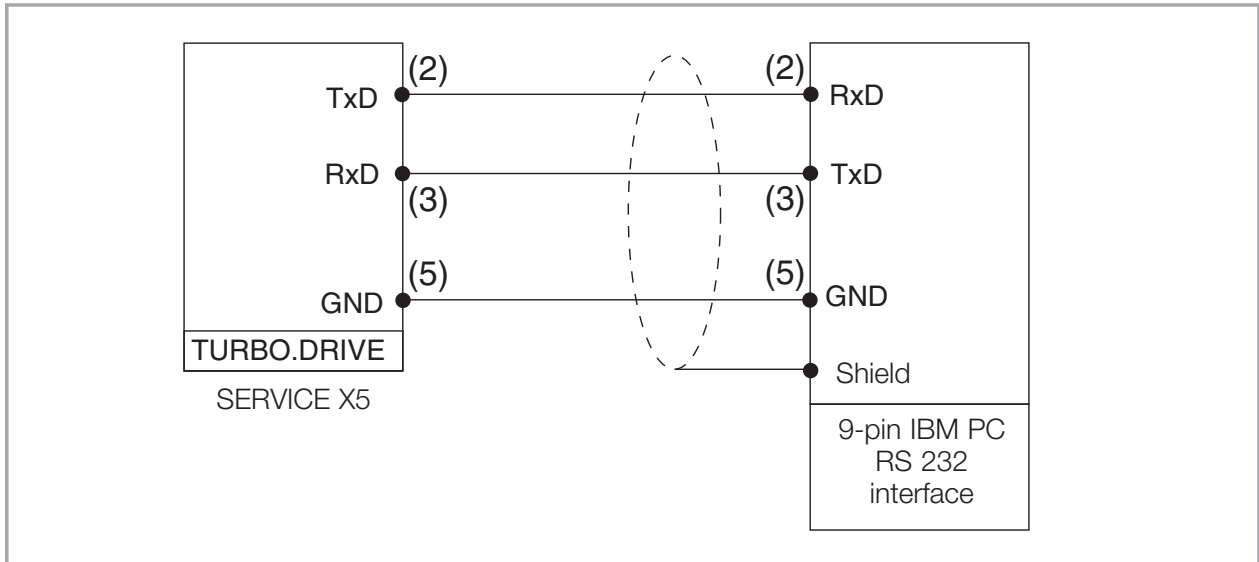 (2)
(2)
TxD
RxD
RxD
TxD
(3)
(3)
(5)
(5)
GND
GND
TURBO.DRIVE
Shield
SERVICE X5
9-pin IBM PC
RS 232
interface